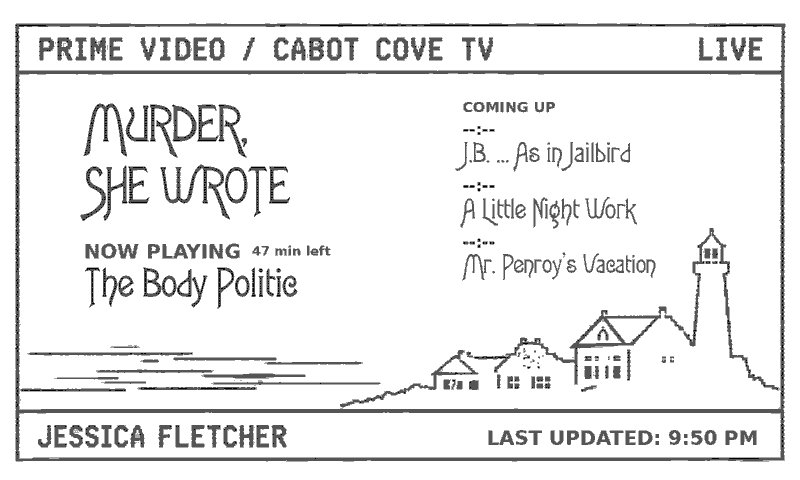 PRIME VIDEO / CABOT COVE TV
LIVE
MURDER,
SHE WROTE
NOW PLAYING 47 min left
The Body Politic
COMING UP
--:--
J.B. ... As in Jailbird
--:--
A Little Night Work
--:--
Mr. Penroy's Vacation
JESSICA FLETCHER
LAST UPDATED: 9:50 PM